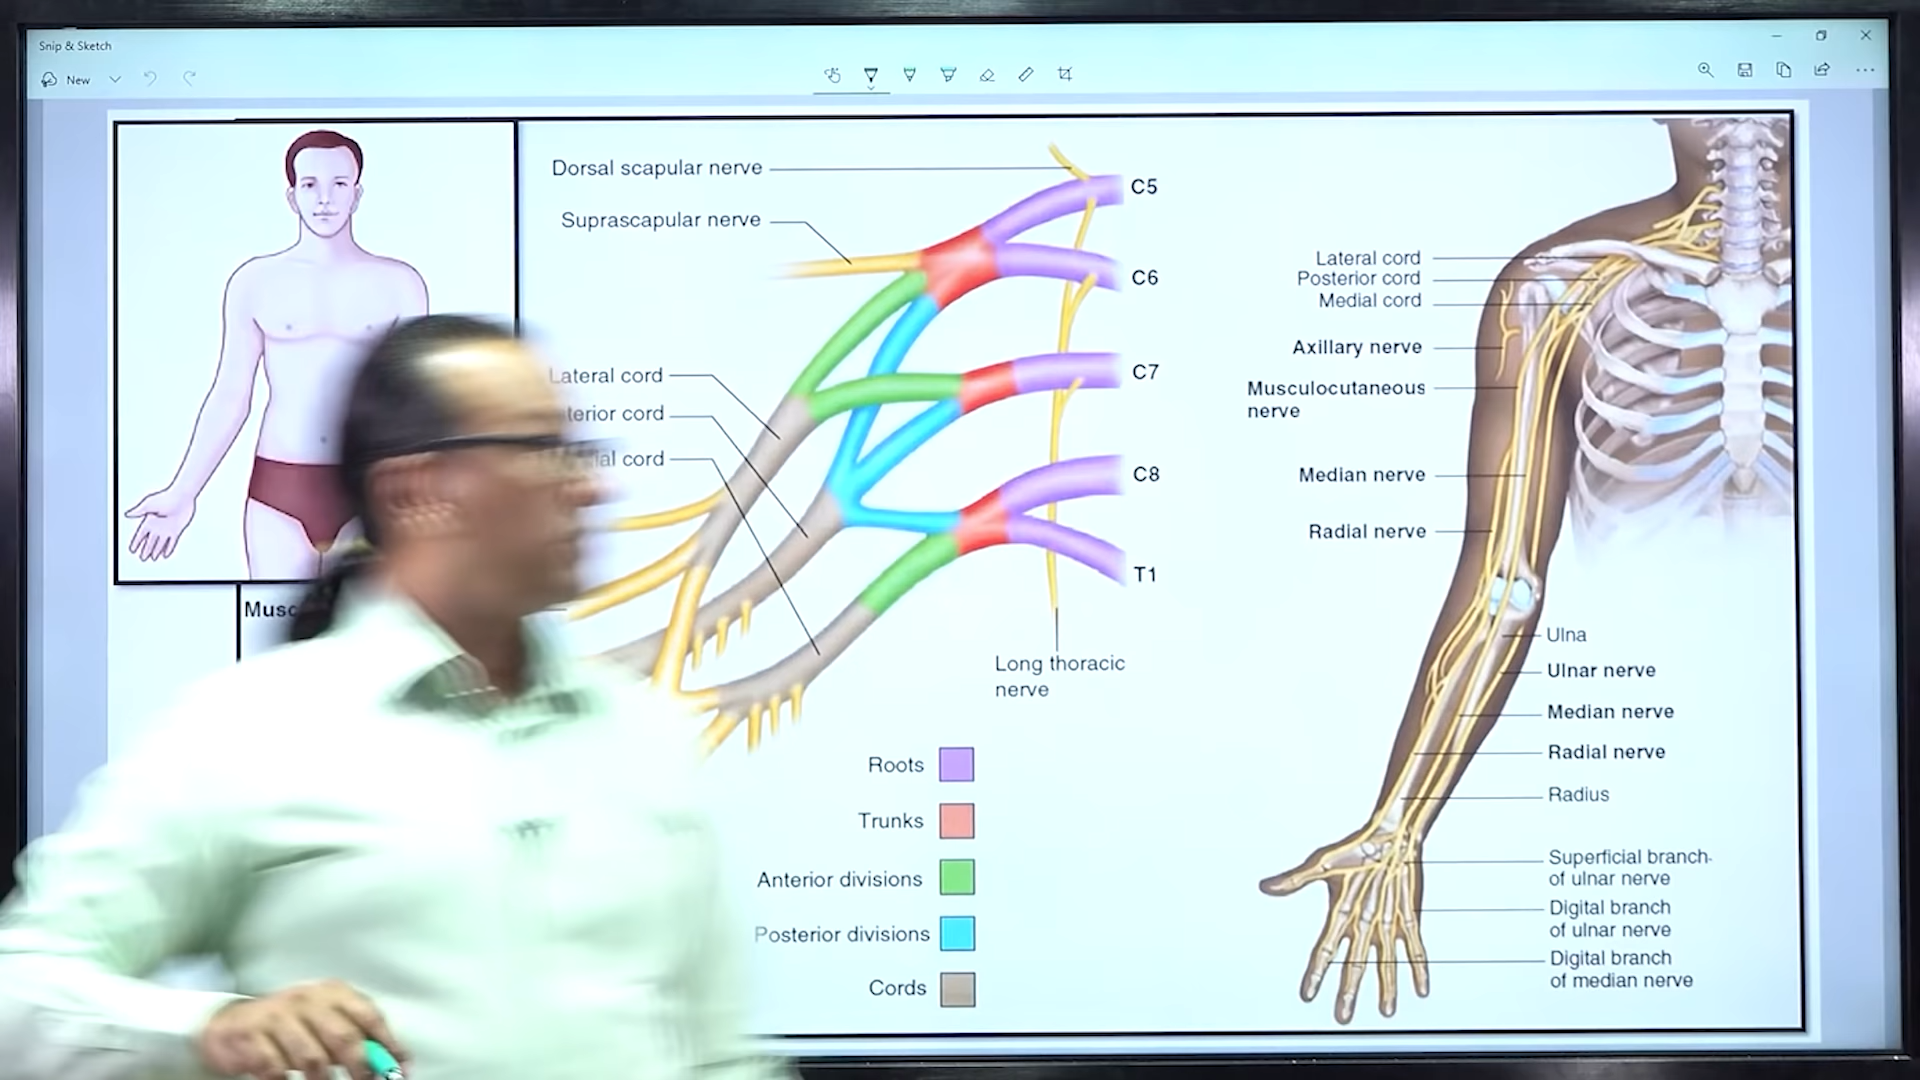 Snip & Sketch
New
Dorsal scapular nerve
C5
Suprascapular nerve
C6
Lateral cord
C7
cord
cord
C8
T1
Long thoracic
nerve
Roots
Trunks
Anterior divisions
Posterior divisions
Cords
Lateral cord
Posterior cord
Medial cord
Axillary nerve
Musculocutaneous
nerve
Median nerve
Radial nerve
Ulna
Ulnar nerve
Median nerve
Radial nerve
Radius
Superficial branch
of ulnar nerve
Digital branch
of ulnar nerve
Digital branch
of median nerve